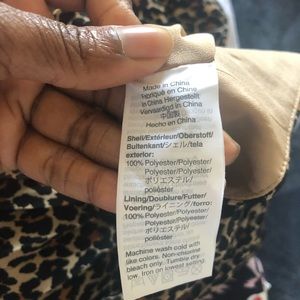 Made in China
Fabriqué en Chine
In China Hergestellt
Vervaardigd in China
中国製
Hecho en China
Shell/Extérieur/Oberstoff/
Buitenkant/シェル/tela
exterior:
100% Polyester/Polyester/
Polyester/Polyester/
ポリエステル/
poliéster
Lining/Doublure/Futter/
Voering/ライニング/forro:
100% Polyester/Polyester/
Polyester/Polyester/
ポリエステル/
poliéster
Machine wash cold with
like colors. Non-chlorine
bleach only. Tumble dry
low. Iron on lowest setting.